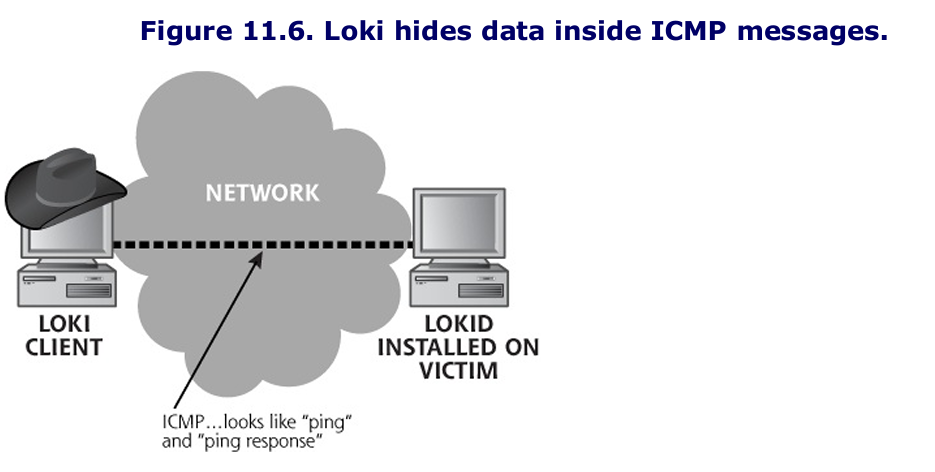 Figure 11.6. Loki hides data inside ICMP messages.
NETWORK
LOKI
CLIENT
LOKID
INSTALLED ON
VICTIM
ICMP...looks like "ping"
and "ping response"